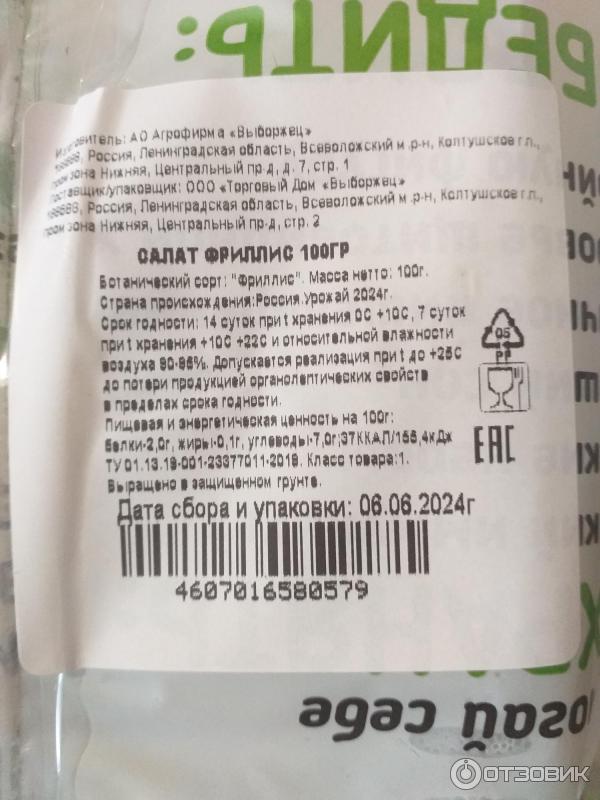 ВЕДИТЬ:
Изготовитель: АО Агрофирма «Выборжец»
188688, Россия, Ленинградская область, Всеволожский м.р-н, Колтушское г.п.,
пром зона Нижняя, Центральный пр-д, д. 7, стр. 1
Поставщик/упаковщик: ООО «Торговый Дом «Выборжец»
188688, Россия, Ленинградская область, Всеволожский м.р-н, Колтушское г.п.,
пром зона Нижняя, Центральный пр-д, стр. 2
САЛАТ ФРИЛЛИС 100ГР
Ботанический сорт: "Фриллис". Масса нетто: 100г.
Страна происхождения:Россия.Урожай 2024г.
Срок годности: 14 суток при t хранения 0С +10С, 7 суток
при t хранения +10С +22С и относительной влажности
воздуха 90-95%. Допускается реализация при t до +25С
до потери продукцией органолептических свойств
в пределах срока годности.
Пищевая и энергетическая ценность на 100г:
белки-2,0г, жиры-0,1г, углеводы-7,0г;37ККАЛ/155,4кДж
ТУ 01.13.19-001-23377011-2019. Класс товара:1.
Выращено в защищенном грунте.
Дата сбора и упаковки: 06.06.2024г
4607016580579
05
PP
EAC
себе
ОТЗОВИК